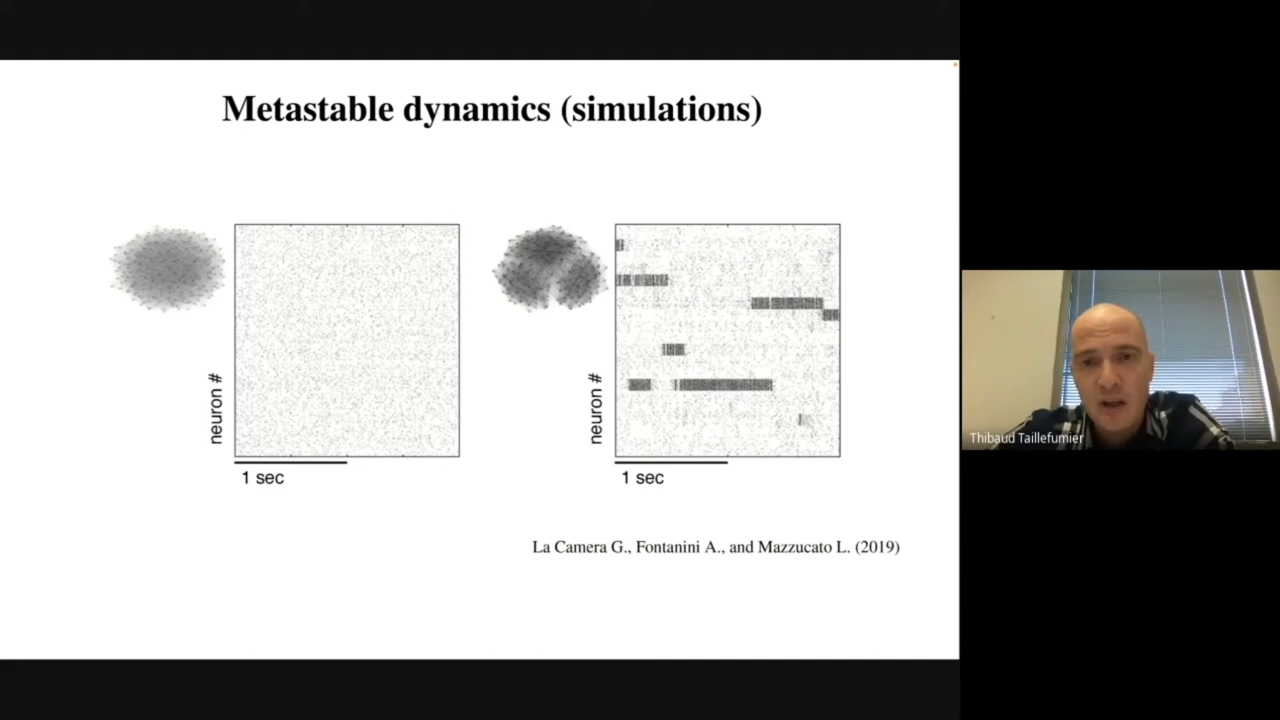 Metastable dynamics (simulations)
neuron #
1 sec
neuron #
1 sec
La Camera G., Fontanini A., and Mazzucato L. (2019)
Thibaud Taillefumier